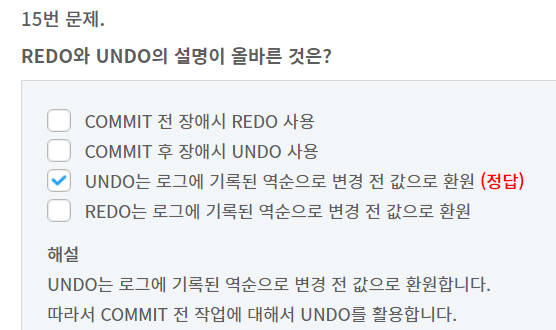 15번 문제.
REDO와 UNDO의 설명이 올바른 것은?
COMMIT 전 장애시 REDO 사용
COMMIT 후 장애시 UNDO 사용
UNDO는 로그에 기록된 역순으로 변경 전 값으로 환원 (정답)
REDO는 로그에 기록된 역순으로 변경 전 값으로 환원
해설
UNDO는 로그에 기록된 역순으로 변경 전 값으로 환원합니다.
따라서 COMMIT 전 작업에 대해서 UNDO를 활용합니다.